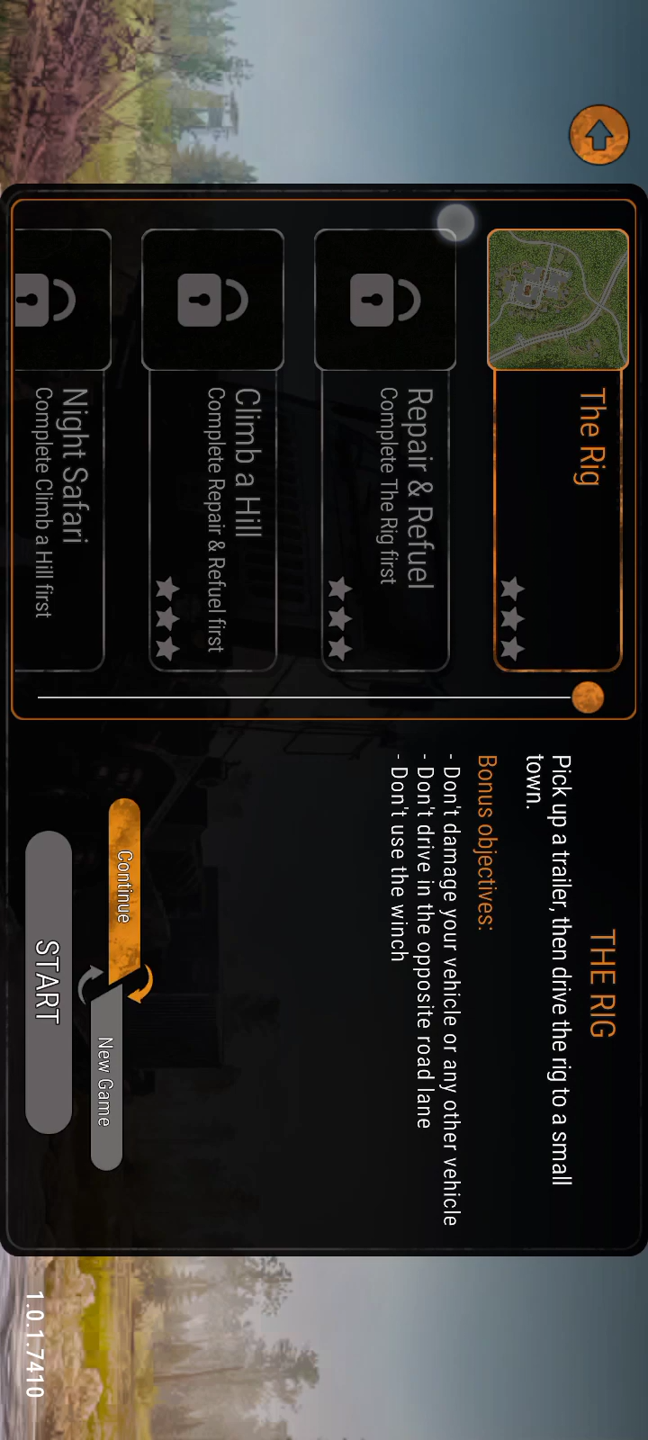 The Rig
Repair & Refuel
Complete The Rig first
Climb a Hill
Complete Repair & Refuel first
Night Safari
Complete Climb a Hill first
THE RIG
Pick up a trailer, then drive the rig to a small
town.
Bonus objectives:
- Don't damage your vehicle or any other vehicle
- Don't drive in the opposite road lane
- Don't use the winch
Continue
New Game
START
1.0.1.7410